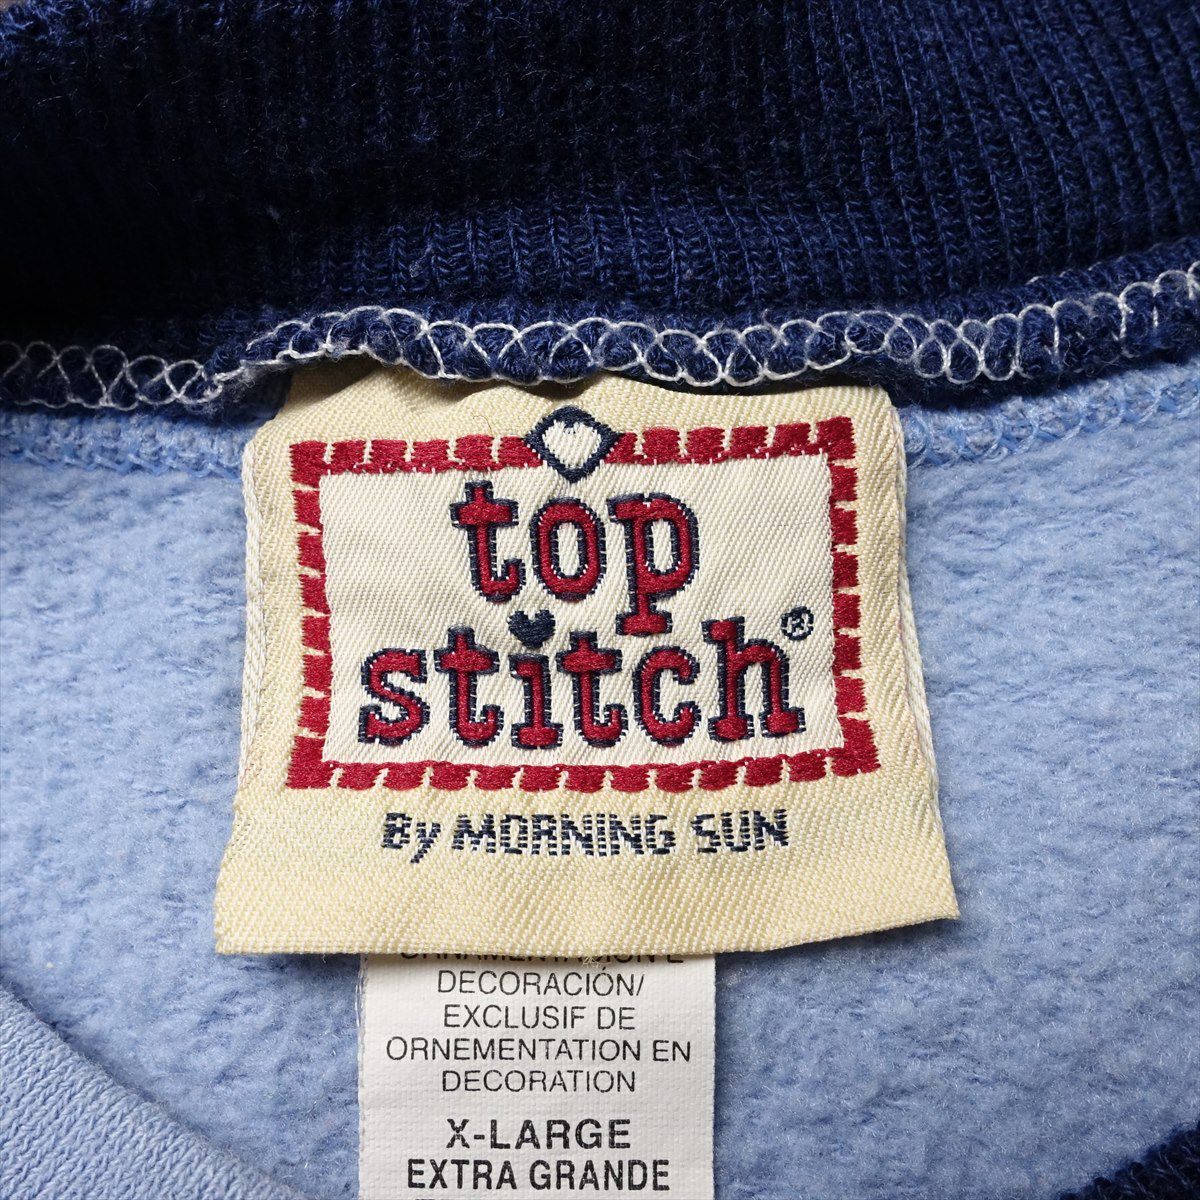 top
stitch®
By MORNING SUN
DECORACIÓN/
EXCLUSIF DE
ORNEMENTATION EN
DECORATION
X-LARGE
EXTRA GRANDE